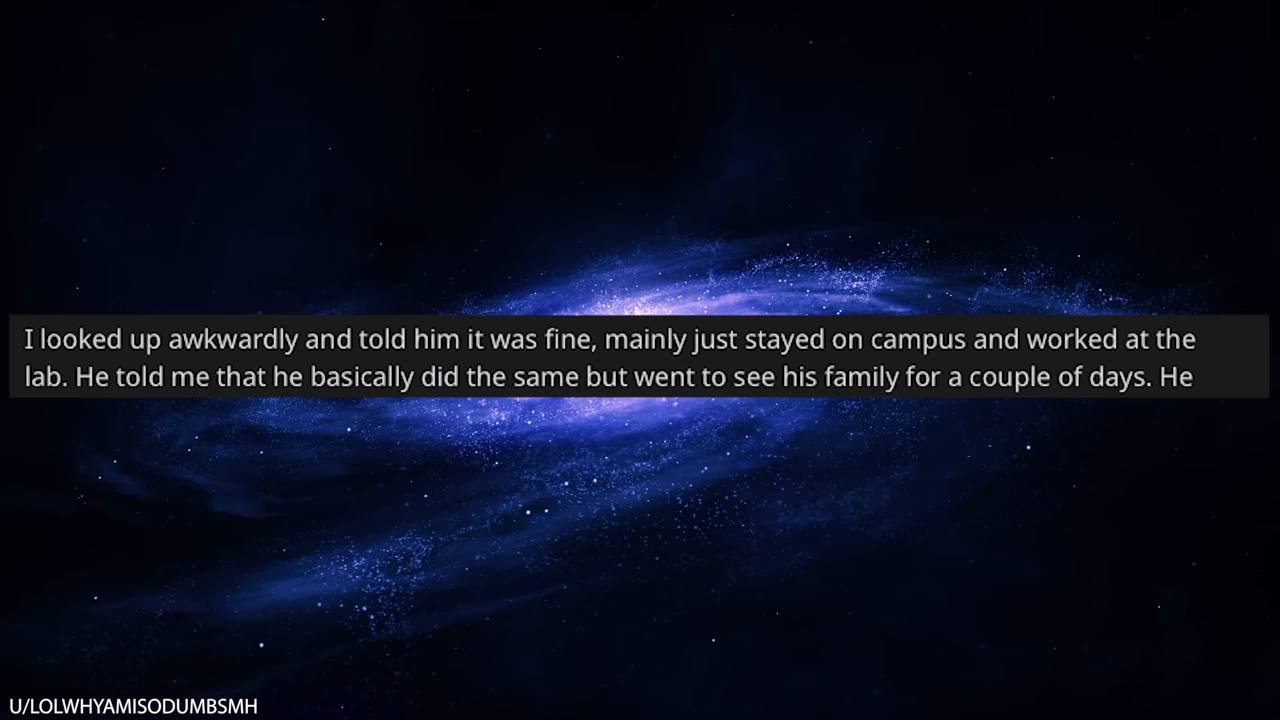 I looked up awkwardly and told him it was fine, mainly just stayed on campus and worked at the
lab. He told me that he basically did the same but went to see his family for a couple of days. He
U/LOLWHYAMISODUMBSMH